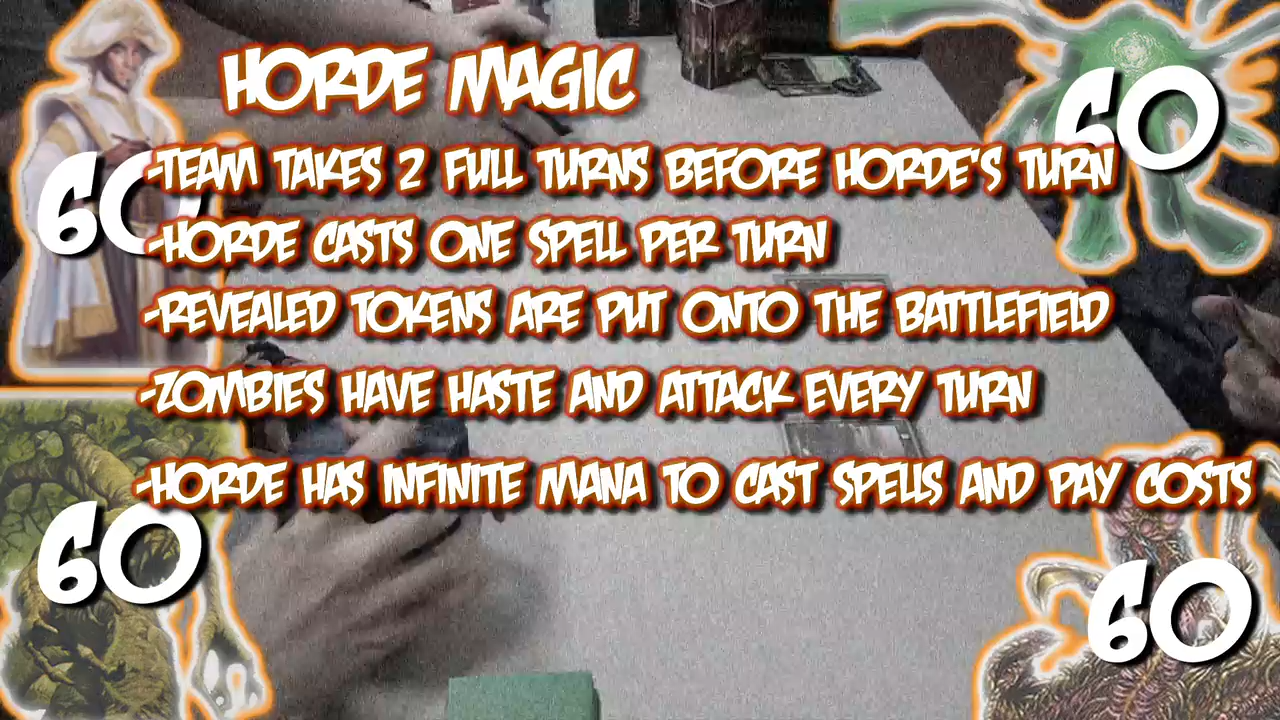 HORDE MAGIC
60
60
-TEAM TAKES 2 FULL TURNS BEFORE HORDE'S TURN
-HORDE CASTS ONE SPELL PER TURN
-REVEALED TOKENS ARE PUT ONTO THE BATTLEFIELD
-ZOMBIES HAVE HASTE AND ATTACK EVERY TURN
-HORDE HAS INFINITE MANA TO CAST SPELLS AND PAY COSTS
60
60